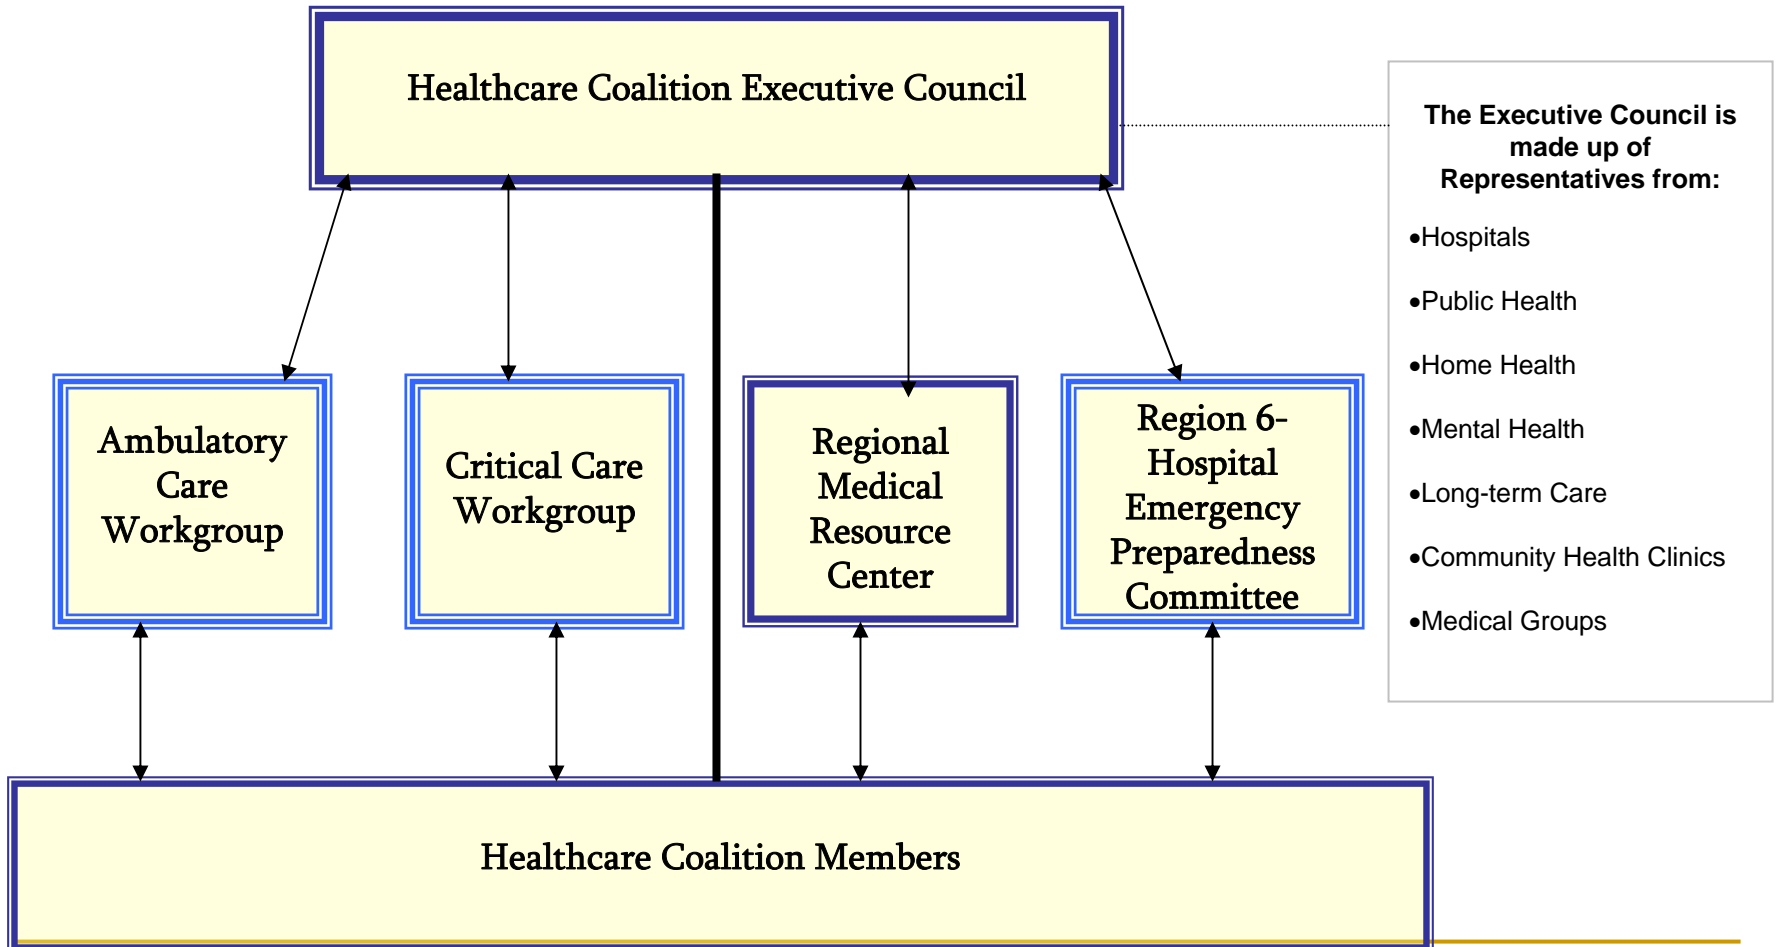 Healthcare Coalition Executive Council
The Executive Council is
made up of
Representatives from:
•Hospitals
•Public Health
•Home Health
•Mental Health
•Long-term Care
•Community Health Clinics
•Medical Groups
Ambulatory
Care
Workgroup
Critical Care
Workgroup
Regional
Medical
Resource
Center
Region 6-
Hospital
Emergency
Preparedness
Committee
Healthcare Coalition Members